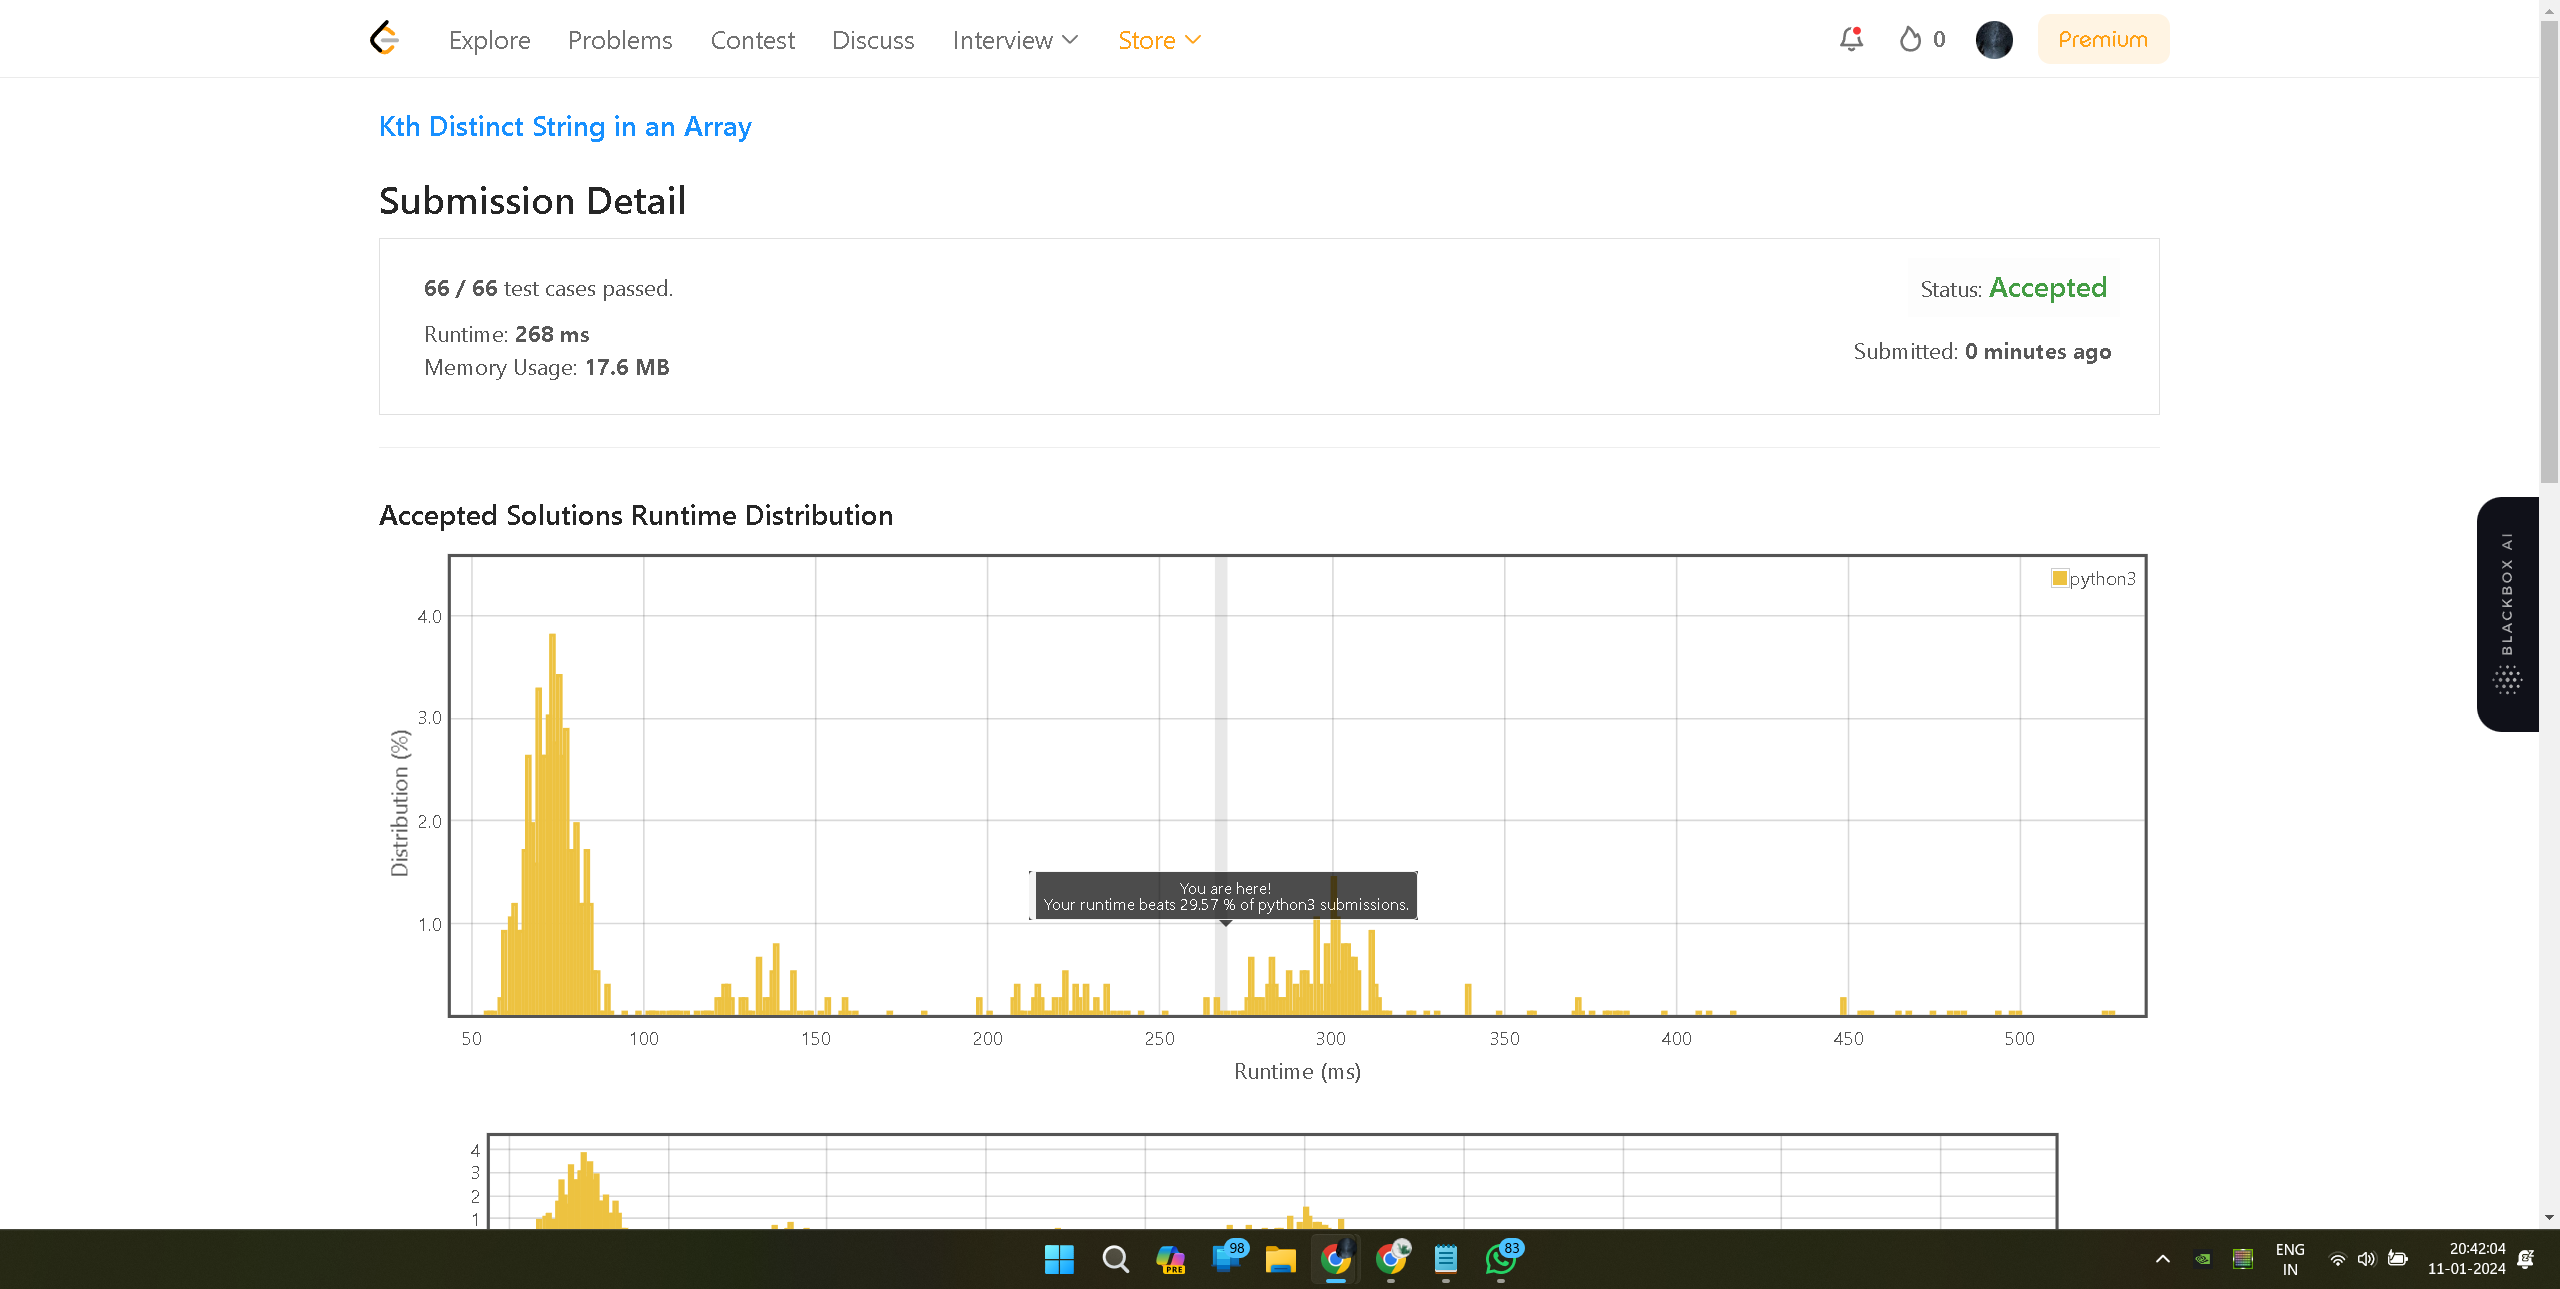 Explore Problems Contest Discuss Interview Store 0 Premium
Kth Distinct String in an Array
Submission Detail
66 / 66 test cases passed.
Status: Accepted
Runtime: 268 ms
Submitted: 0 minutes ago
Memory Usage: 17.6 MB
Accepted Solutions Runtime Distribution
python3
4.0
3.0
2.0
1.0
Distribution (%)
You are here!
Your runtime beats 29.57 % of python3 submissions.
50 100 150 200 250 300 350 400 450 500
Runtime (ms)
BLACKBOX AI
4
3
2
1
PRE 98 83
ENG
IN
20:42:04
11-01-2024